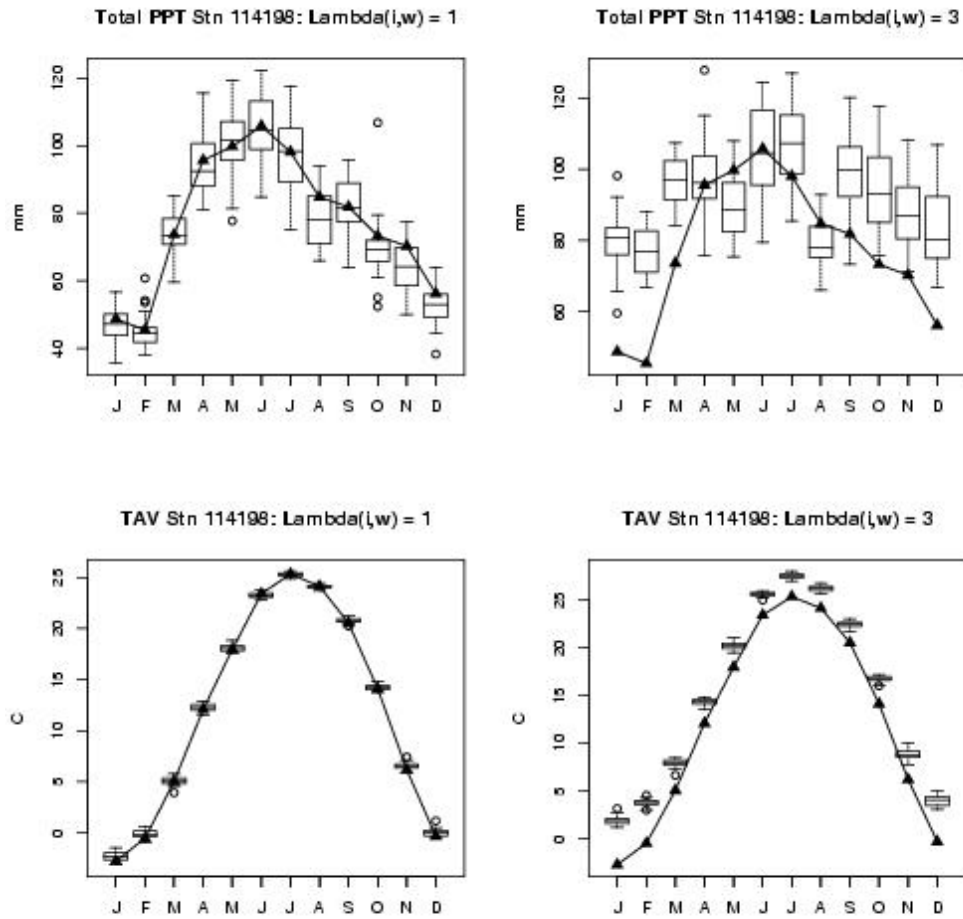 Total PPT Stn 114198: Lambda(i,w) = 1
mm
120
100
80
60
40
J F M A M J J A S O N D
Total PPT Stn 114198: Lambda(i,w) = 3
mm
120
100
80
60
J F M A M J J A S O N D
TAV Stn 114198: Lambda(i,w) = 1
C
25
20
15
10
5
0
J F M A M J J A S O N D
TAV Stn 114198: Lambda(i,w) = 3
C
25
20
15
10
5
0
J F M A M J J A S O N D